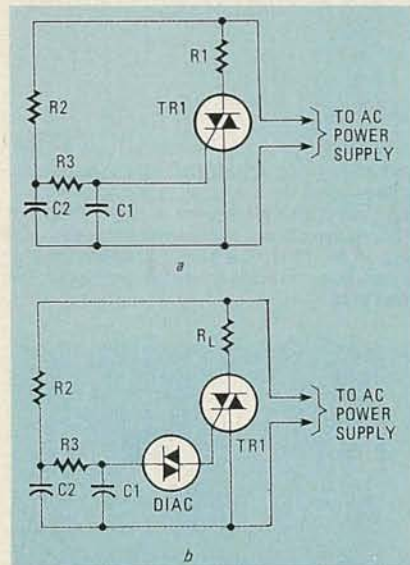 R1
TR1
R2
R3
C2
C1
TO AC
POWER
SUPPLY
a
RL
R2
TR1
R3
C2
C1
DIAC
TO AC
POWER
SUPPLY
b